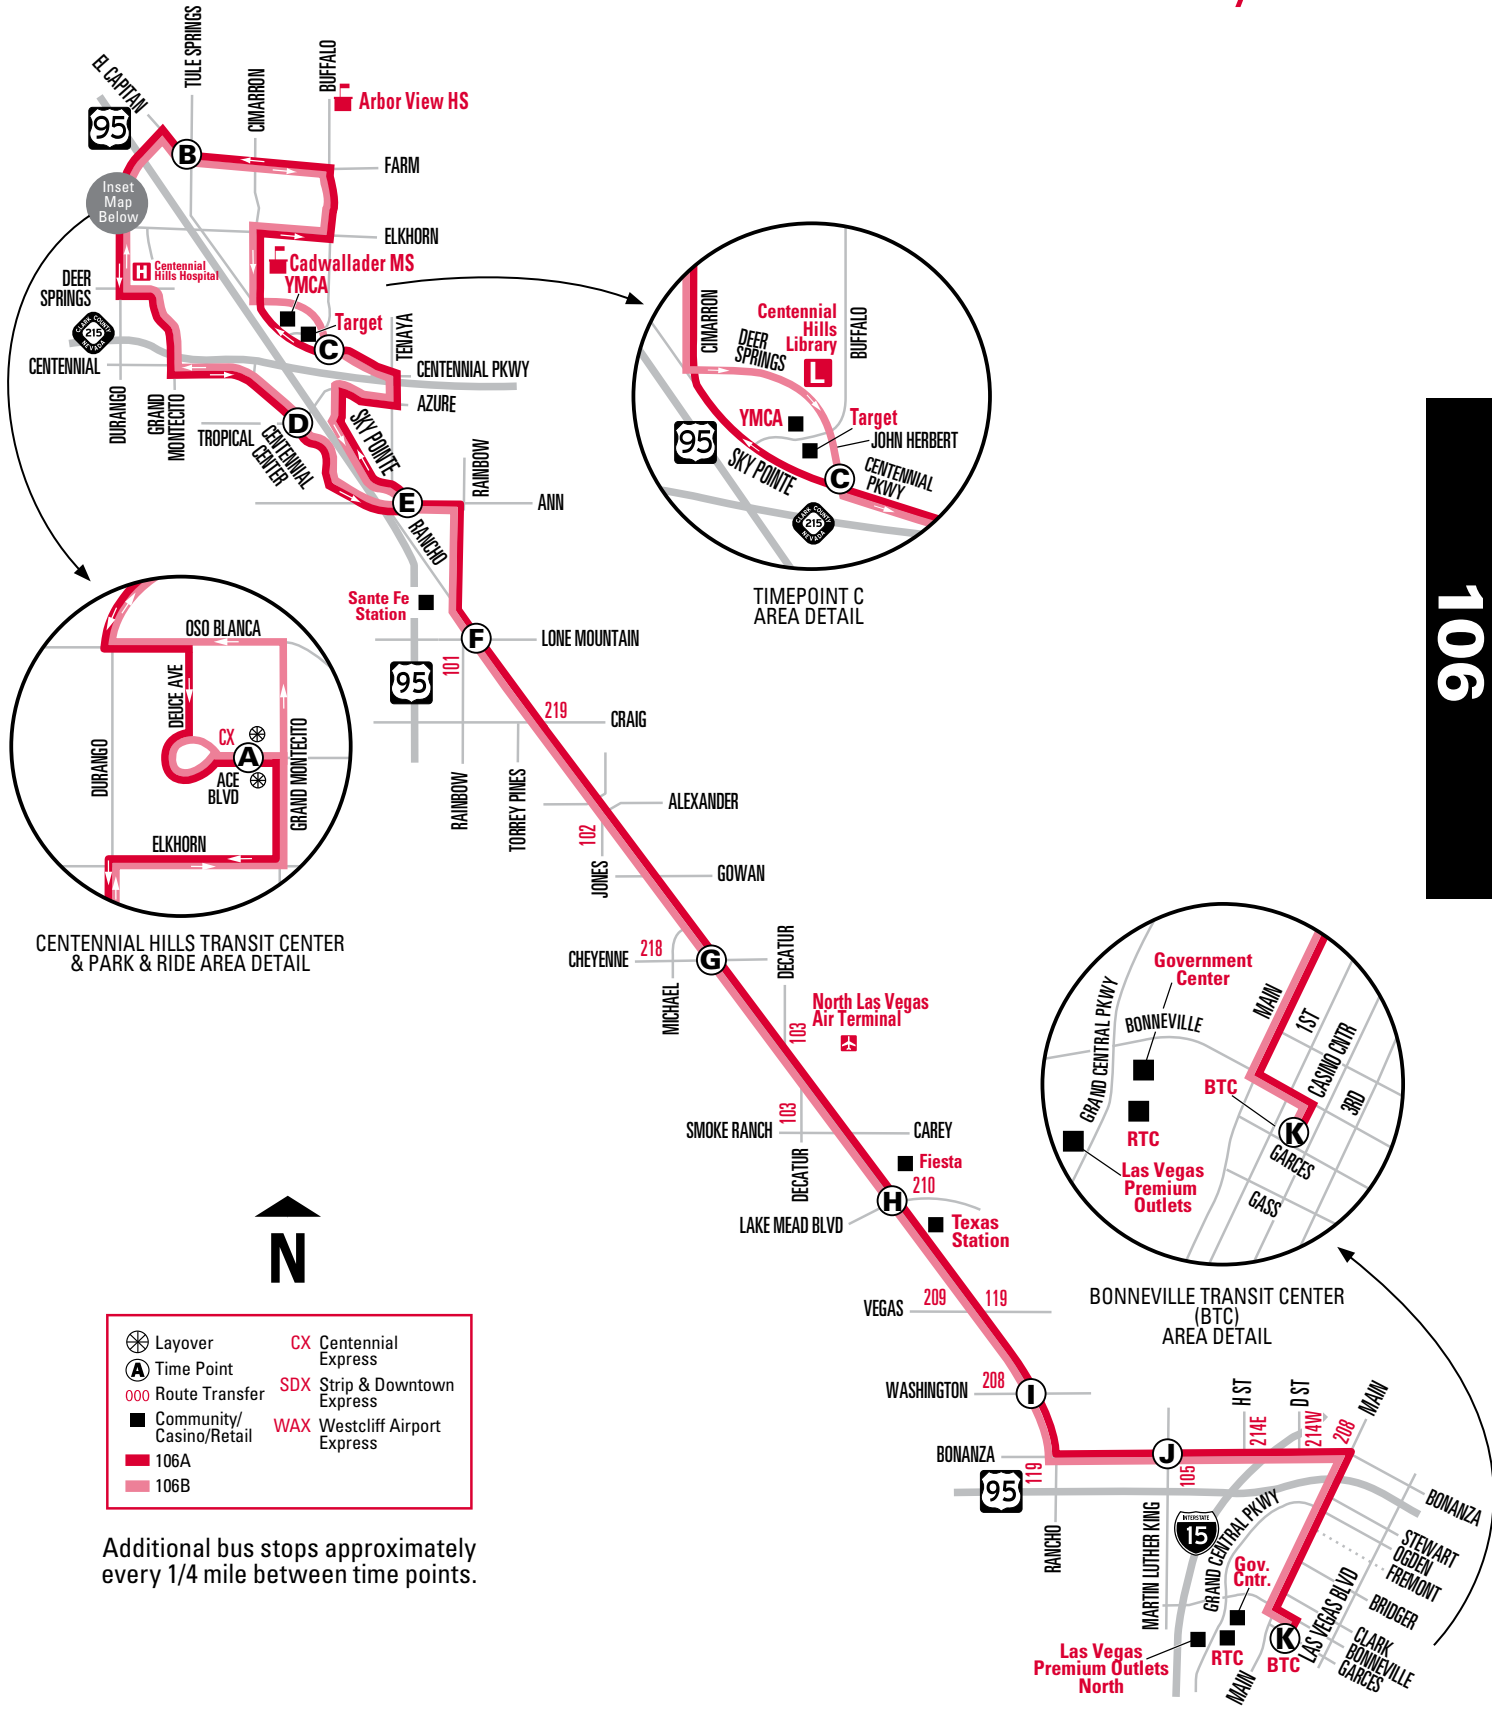 EL CAPITAN
TULE SPRINGS
CIMARRON
BUFFALO
Arbor View HS
95
B
FARM
Inset
Map
Below
ELKHORN
Cadwallader MS
YMCA
H
Centennial
Hills Hospital
DEER
SPRINGS
CLARK COUNTY
215
NEVADA
Target
C
TENAYA
CENTENNIAL
CENTENNIAL PKWY
AZURE
DURANGO
GRAND
MONTECITO
TROPICAL
D
CENTENNIAL
CENTER
SKY POINTE
RAINBOW
E
ANN
RANCHO
Sante Fe
Station
F
LONE MOUNTAIN
101
95
219
CRAIG
RAINBOW
TORREY PINES
ALEXANDER
102
JONES
GOWAN
CHEYENNE
218
G
MICHAEL
DECATUR
North Las Vegas
Air Terminal
103
SMOKE RANCH
103
CAREY
DECATUR
Fiesta
H
210
LAKE MEAD BLVD
Texas
Station
VEGAS
209
119
WASHINGTON
208
I
BONANZA
119
J
105
H ST
214E
D ST
214W
208
MAIN
95
RANCHO
MARTIN LUTHER KING
INTERSTATE
15
GRAND CENTRAL PKWY
BONANZA
STEWART
OGDEN
FREMONT
BRIDGER
LAS VEGAS BLVD
CLARK
BONNEVILLE
GARCES
Gov.
Cntr.
Las Vegas
Premium Outlets
North
RTC
K
BTC
MAIN
CIMARRON
DEER
SPRINGS
Centennial
Hills
Library
L
BUFFALO
YMCA
Target
JOHN HERBERT
95
SKY POINTE
C
CENTENNIAL
PKWY
CLARK COUNTY
215
NEVADA
TIMEPOINT C
AREA DETAIL
106
OSO BLANCA
DEUCE AVE
CX
A
ACE
BLVD
DURANGO
GRAND MONTECITO
ELKHORN
CENTENNIAL HILLS TRANSIT CENTER
& PARK & RIDE AREA DETAIL
Government
Center
GRAND CENTRAL PKWY
BONNEVILLE
MAIN
1ST
CASINO CNTR
3RD
BTC
K
RTC
GARCES
Las Vegas
Premium
Outlets
GASS
BONNEVILLE TRANSIT CENTER
(BTC)
AREA DETAIL
N
Layover
A Time Point
000 Route Transfer
Community/
Casino/Retail
106A
106B
CX Centennial
Express
SDX Strip & Downtown
Express
WAX Westcliff Airport
Express
Additional bus stops approximately
every 1/4 mile between time points.